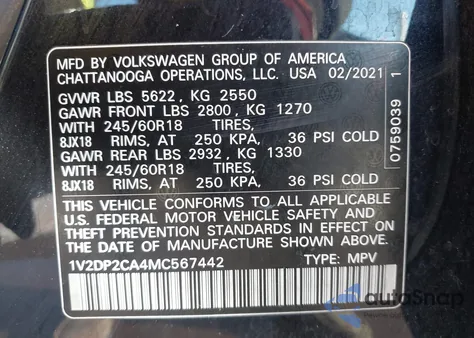 MFD BY VOLKSWAGEN GROUP OF AMERICA
CHATTANOOGA OPERATIONS, LLC. USA 02/2021
GVWR LBS 5622 , KG 2550
GAWR FRONT LBS 2800 , KG 1270
WITH 245/60R18 TIRES,
8JX18 RIMS, AT 250 KPA, 36 PSI COLD
GAWR REAR LBS 2932 , KG 1330
WITH 245/60R18 TIRES,
8JX18 RIMS, AT 250 KPA, 36 PSI COLD
THIS VEHICLE CONFORMS TO ALL APPLICABLE
U.S. FEDERAL MOTOR VEHICLE SAFETY AND
THEFT PREVENTION STANDARDS IN EFFECT
ON THE DATE OF MANUFACTURE SHOWN ABOVE.
1V2DP2CA4MC567442 TYPE: MPV
0759039 1
AutoSnap